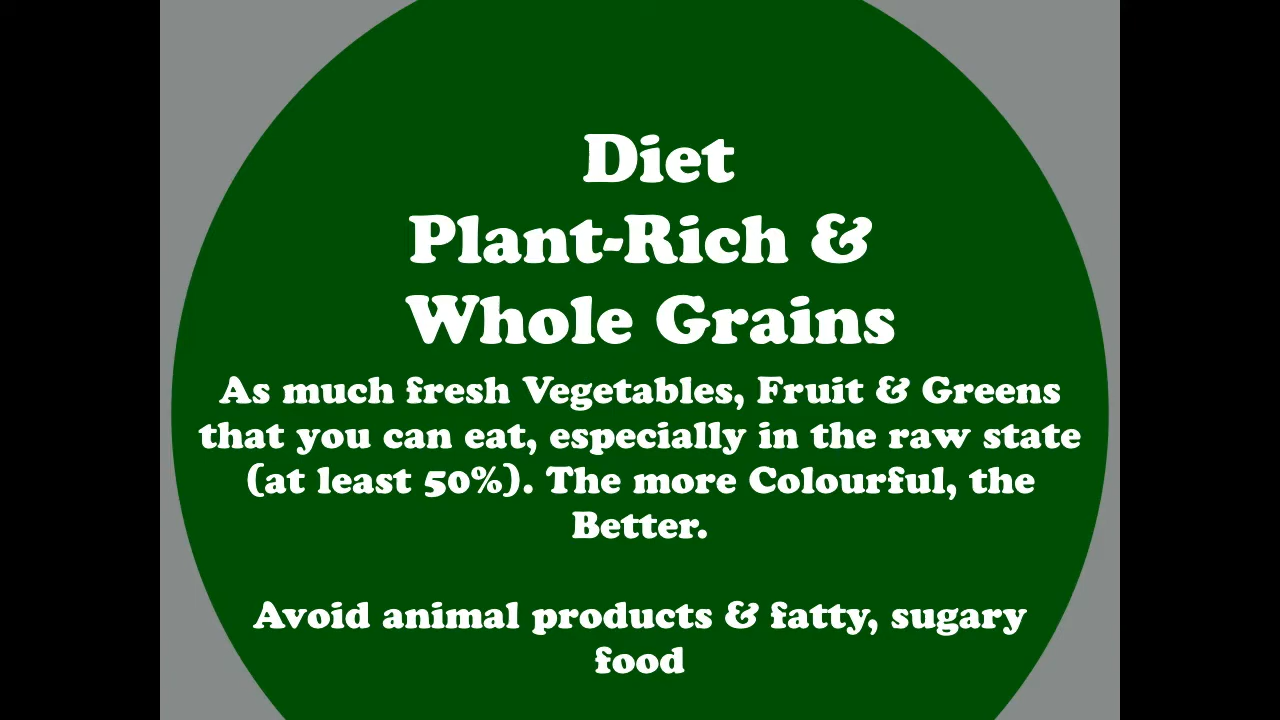 Diet
Plant-Rich &
Whole Grains
As much fresh Vegetables, Fruit & Greens
that you can eat, especially in the raw state
(at least 50%). The more Colourful, the
Better.
Avoid animal products & fatty, sugary
food